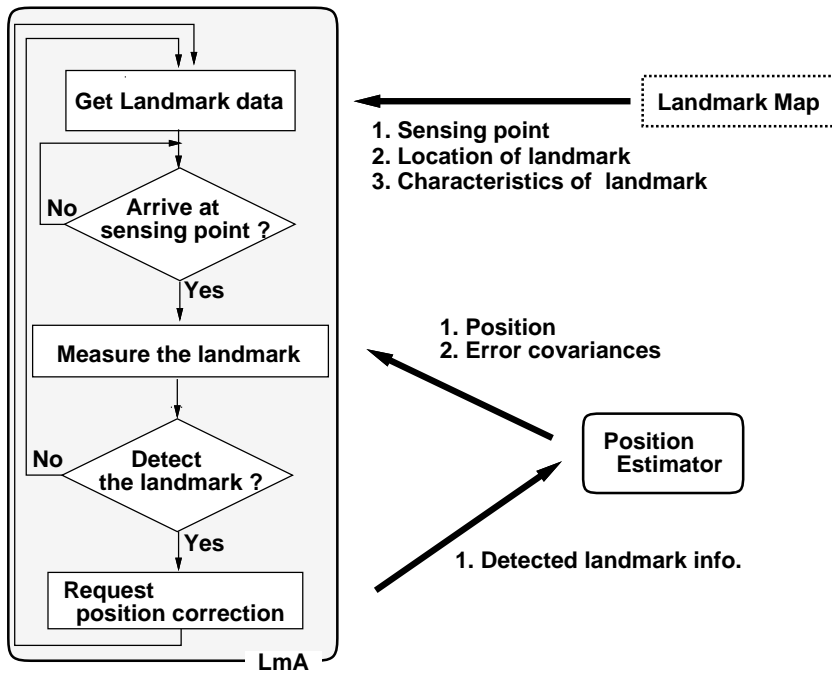 Get Landmark data
Landmark Map
1. Sensing point
2. Location of landmark
3. Characteristics of landmark
No
Arrive at
sensing point ?
Yes
Measure the landmark
1. Position
2. Error covariances
No
Detect
the landmark ?
Position
Estimator
Yes
1. Detected landmark info.
Request
position correction
LmA